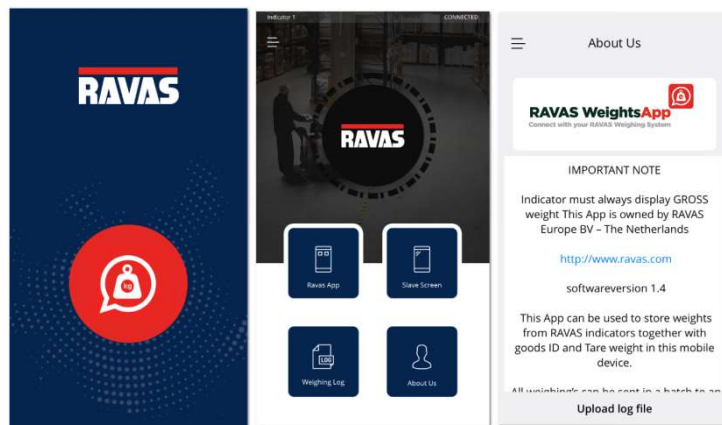 RAVAS
kg
Indicator 1
CONNECTED
RAVAS
Ravas App
Slave Screen
LOG
Weighing Log
About Us
About Us
RAVAS WeightsApp
Connect with your RAVAS Weighing System
IMPORTANT NOTE
Indicator must always display GROSS
weight This App is owned by RAVAS
Europe BV – The Netherlands
http://www.ravas.com
softwareversion 1.4
This App can be used to store weights
from RAVAS indicators together with
goods ID and Tare weight in this mobile
device.
All weighing's can be sent in a batch to an
Upload log file